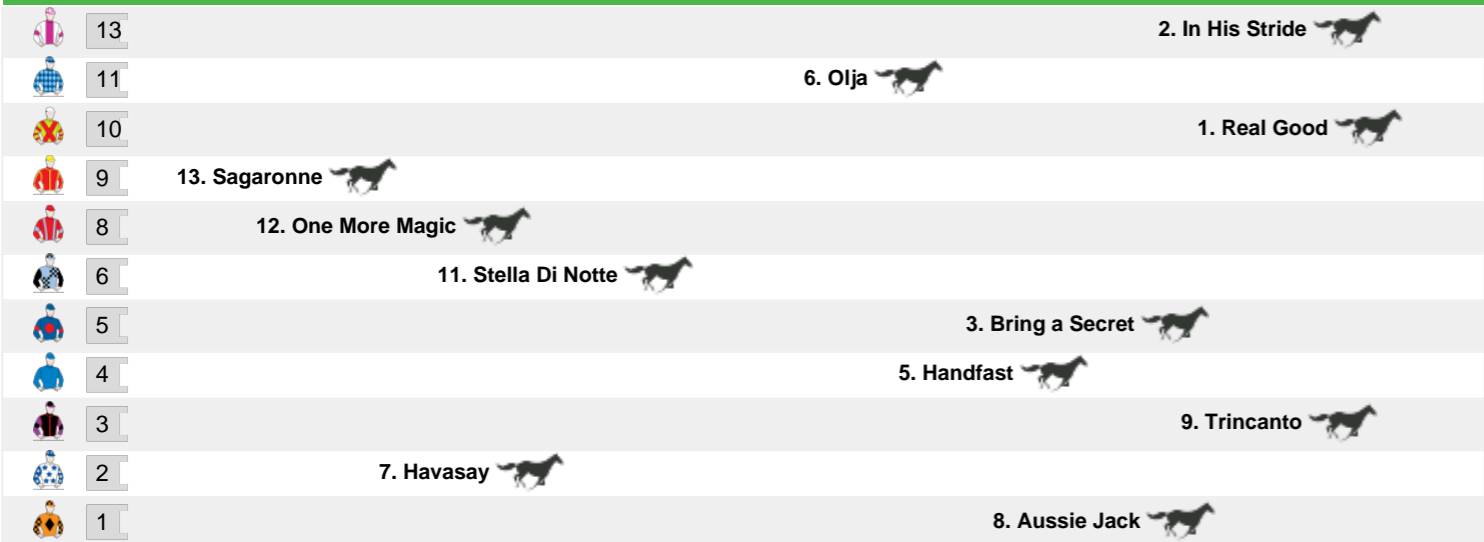 13 2. In His Stride
11 6. Olja
10 1. Real Good
9 13. Sagaronne
8 12. One More Magic
6 11. Stella Di Notte
5 3. Bring a Secret
4 5. Handfast
3 9. Trincanto
2 7. Havasay
1 8. Aussie Jack